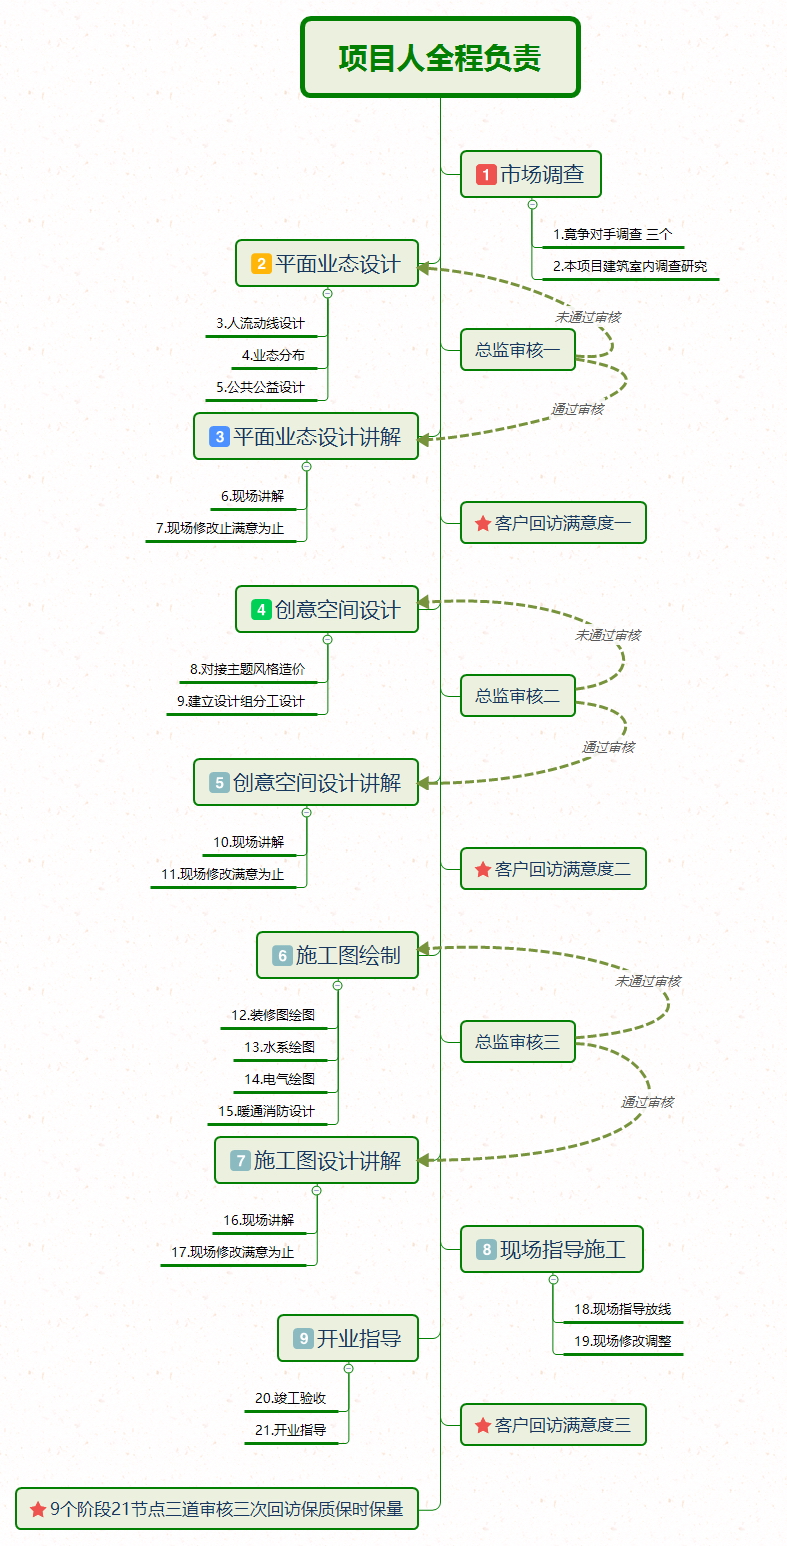 项目人全程负责
1 市场调查
1.竟争对手调查 三个
2.本项目建筑室内调查研究
2 平面业态设计
3.人流动线设计
4.业态分布
5.公共公益设计
未通过审核
总监审核一
通过审核
3 平面业态设计讲解
6.现场讲解
7.现场修改止满意为止
客户回访满意度一
4 创意空间设计
8.对接主题风格造价
9.建立设计组分工设计
未通过审核
总监审核二
通过审核
5 创意空间设计讲解
10.现场讲解
11.现场修改满意为止
客户回访满意度二
6 施工图绘制
12.装修图绘图
13.水系绘图
14.电气绘图
15.暖通消防设计
未通过审核
总监审核三
通过审核
7 施工图设计讲解
16.现场讲解
17.现场修改满意为止
8 现场指导施工
18.现场指导放线
19.现场修改调整
9 开业指导
20.竣工验收
21.开业指导
客户回访满意度三
9个阶段21节点三道审核三次回访保质保时保量